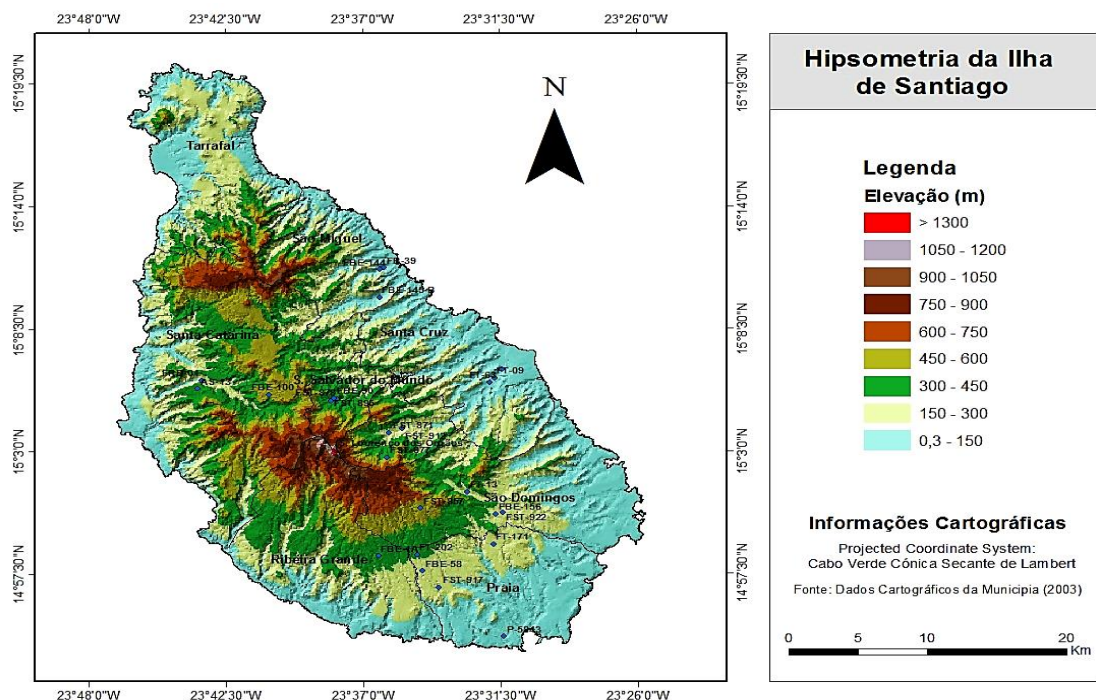 23°48'0"W 23°42'30"W 23°37'0"W 23°31'30"W 23°26'0"W
15°19'30"N 15°19'30"N
15°14'0"N 15°14'0"N
15°8'30"N 15°8'30"N
15°3'0"N 15°3'0"N
14°57'30"N 14°57'30"N
N
Tarrafal
São Miguel
FBE-144
39
Santa Cruz
Santa Catarina
S. Salvador do Mundo
FBE-100
São Domingos
FBE-156
FST-922
FT-171
Ribeira Grande
FBE-58
FST-917
Praia
23°48'0"W 23°42'30"W 23°37'0"W 23°31'30"W 23°26'0"W
Hipsometria da Ilha
de Santiago
Legenda
Elevação (m)
> 1300
1050 - 1200
900 - 1050
750 - 900
600 - 750
450 - 600
300 - 450
150 - 300
0,3 - 150
Informações Cartográficas
Projected Coordinate System:
Cabo Verde Cónica Secante de Lambert
Fonte: Dados Cartográficos da Municipia (2003)
0 5 10 20
Km